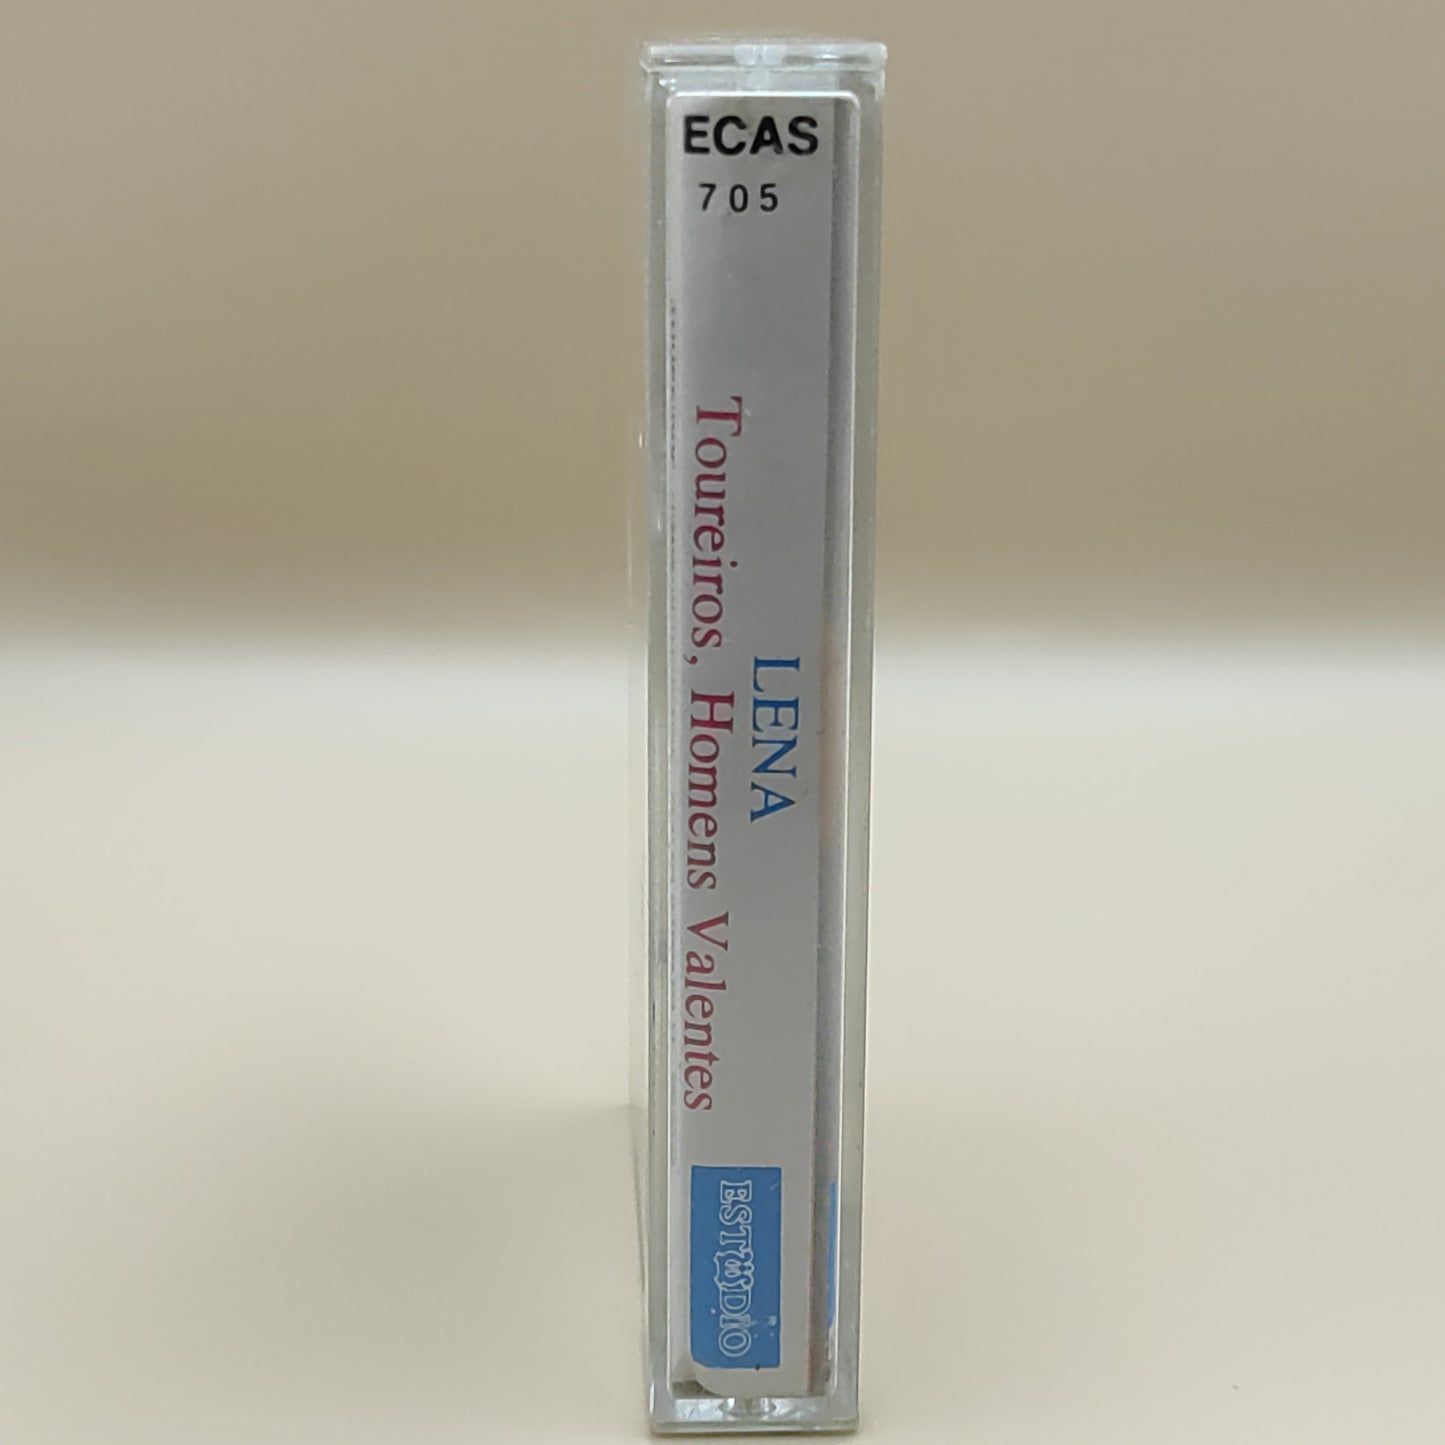 ECAS
705
LENA
Toureiros, Homens Valentes
ESTÚDIO